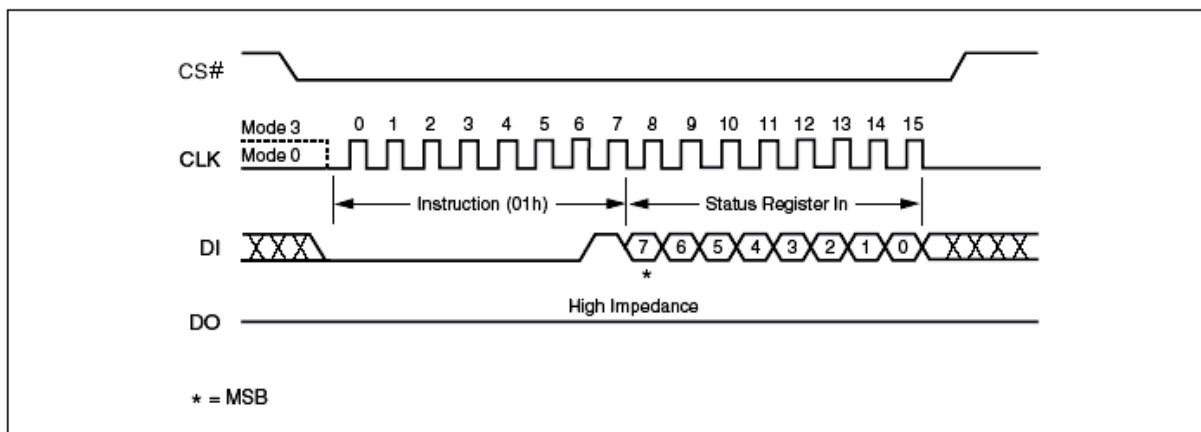 CS#
Mode 3
0 1 2 3 4 5 6 7 8 9 10 11 12 13 14 15
CLK
Mode 0
Instruction (01h)
Status Register In
DI
7 6 5 4 3 2 1 0
*
High Impedance
DO
* = MSB